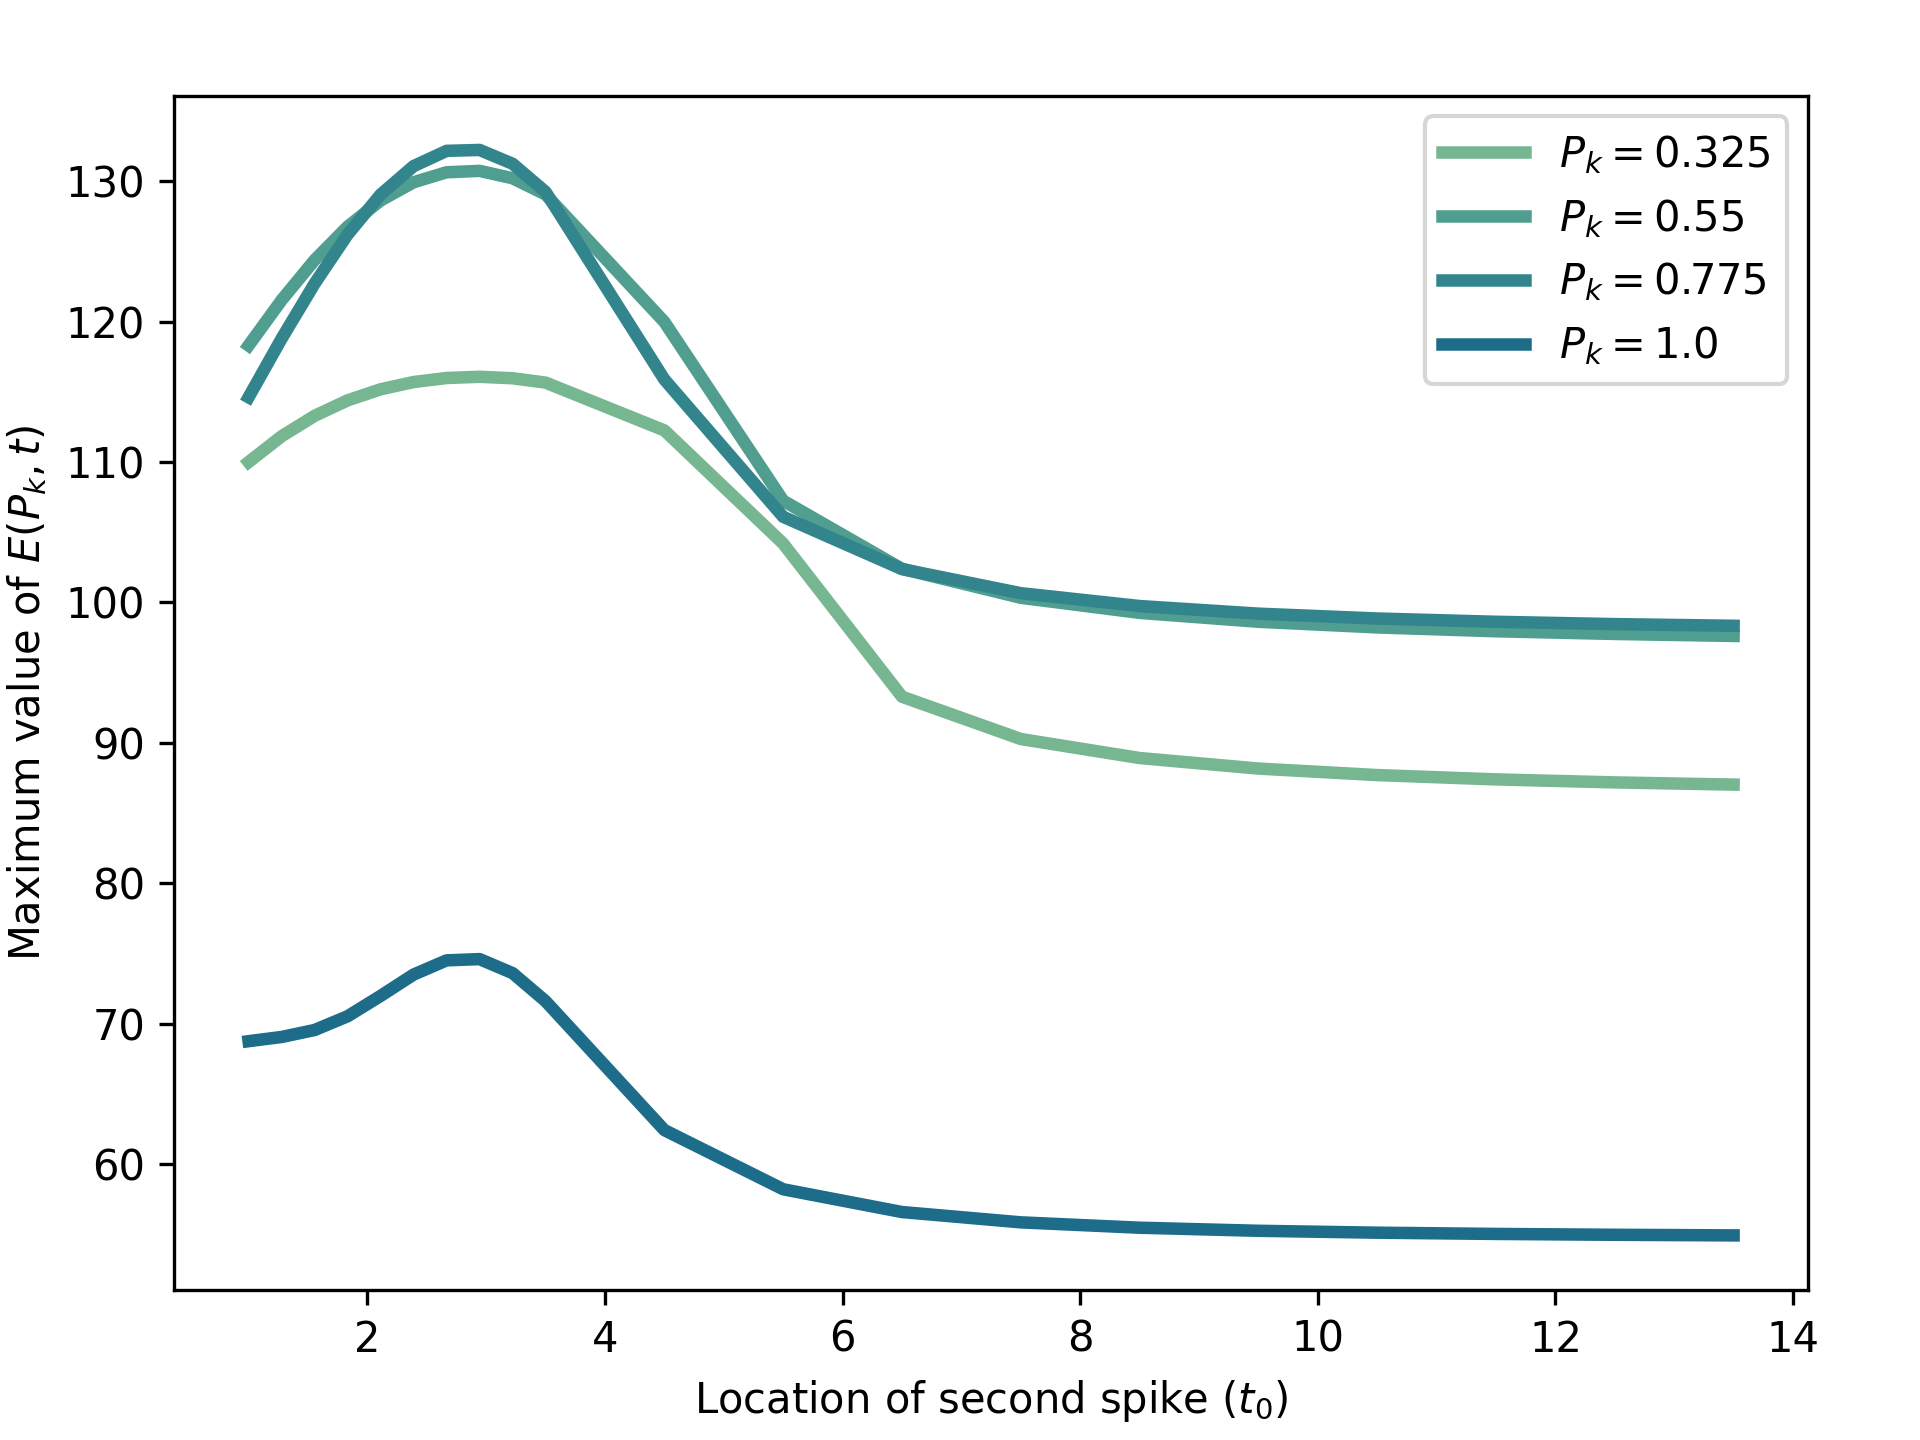 P_k = 0.325
P_k = 0.55
P_k = 0.775
P_k = 1.0
Maximum value of E(P_k, t)
130
120
110
100
90
80
70
60
2 4 6 8 10 12 14
Location of second spike (t_0)